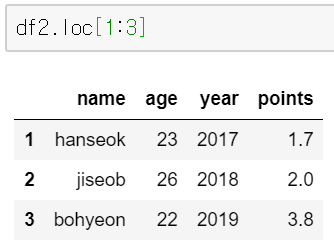 df2.loc[1:3]
name age year points
1 hanseok 23 2017 1.7
2 jiseob 26 2018 2.0
3 bohyeon 22 2019 3.8